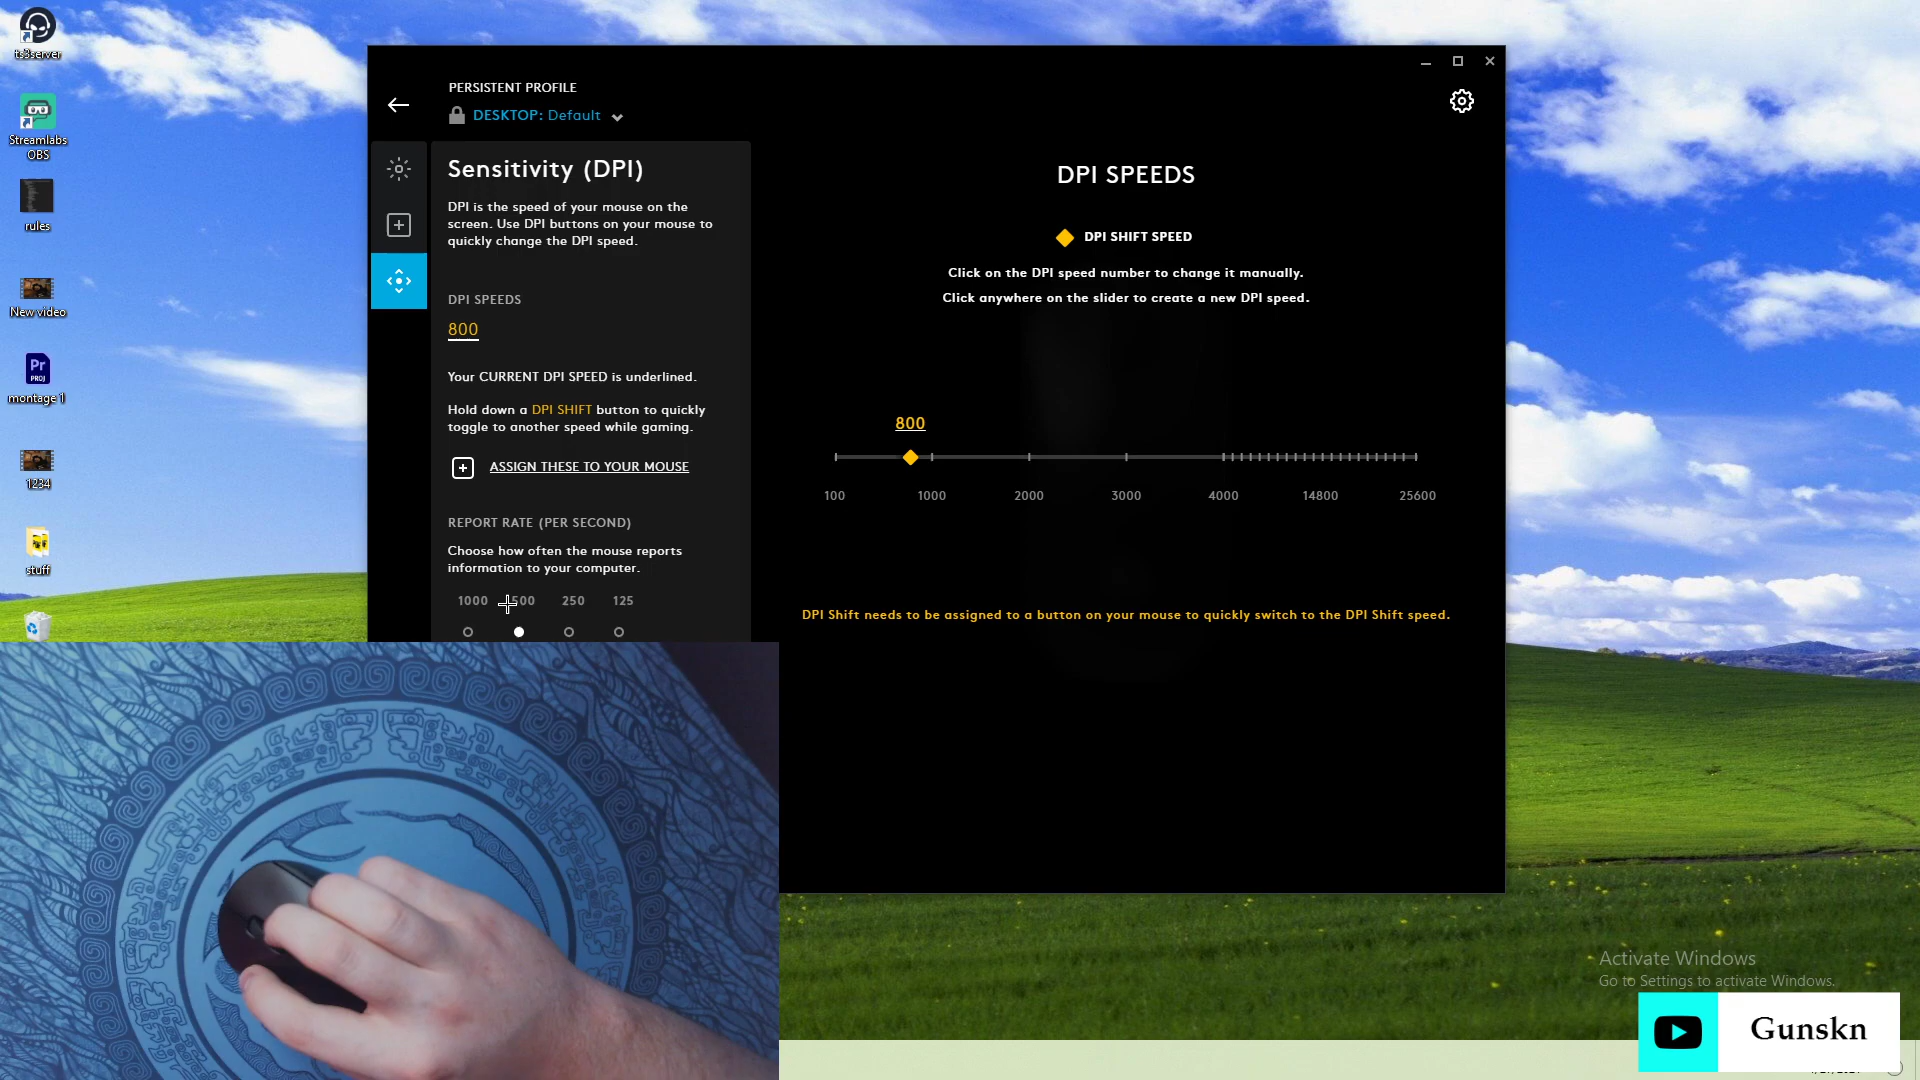 ts3server
Streamlabs
OBS
rules
New video
montage 1
1234
stuff
PERSISTENT PROFILE
DESKTOP: Default
Sensitivity (DPI)
DPI is the speed of your mouse on the
screen. Use DPI buttons on your mouse to
quickly change the DPI speed.
DPI SPEEDS
800
Your CURRENT DPI SPEED is underlined.
Hold down a DPI SHIFT button to quickly
toggle to another speed while gaming.
ASSIGN THESE TO YOUR MOUSE
REPORT RATE (PER SECOND)
Choose how often the mouse reports
information to your computer.
1000 500 250 125
DPI SPEEDS
DPI SHIFT SPEED
Click on the DPI speed number to change it manually.
Click anywhere on the slider to create a new DPI speed.
800
100 1000 2000 3000 4000 14800 25600
DPI Shift needs to be assigned to a button on your mouse to quickly switch to the DPI Shift speed.
Activate Windows
Go to Settings to activate Windows.
Gunskn
Pr
PROJ